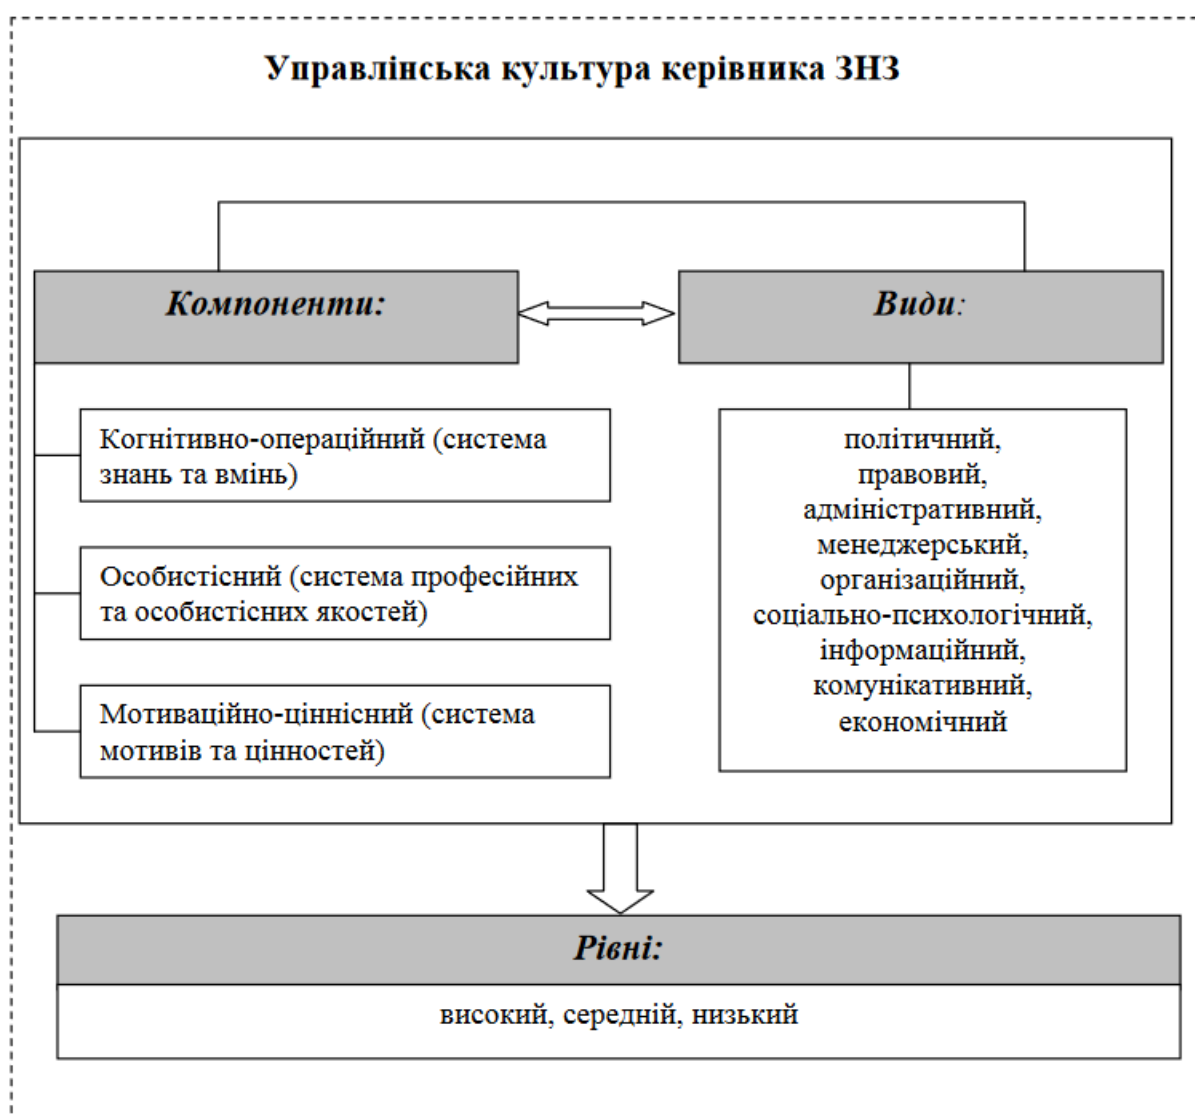 Управлінська культура керівника ЗНЗ
Компоненти:
Когнітивно-операційний (система
знань та вмінь)
Особистісний (система професійних
та особистісних якостей)
Мотиваційно-ціннісний (система
мотивів та цінностей)
Види:
політичний,
правовий,
адміністративний,
менеджерський,
організаційний,
соціально-психологічний,
інформаційний,
комунікативний,
економічний
Рівні:
високий, середній, низький